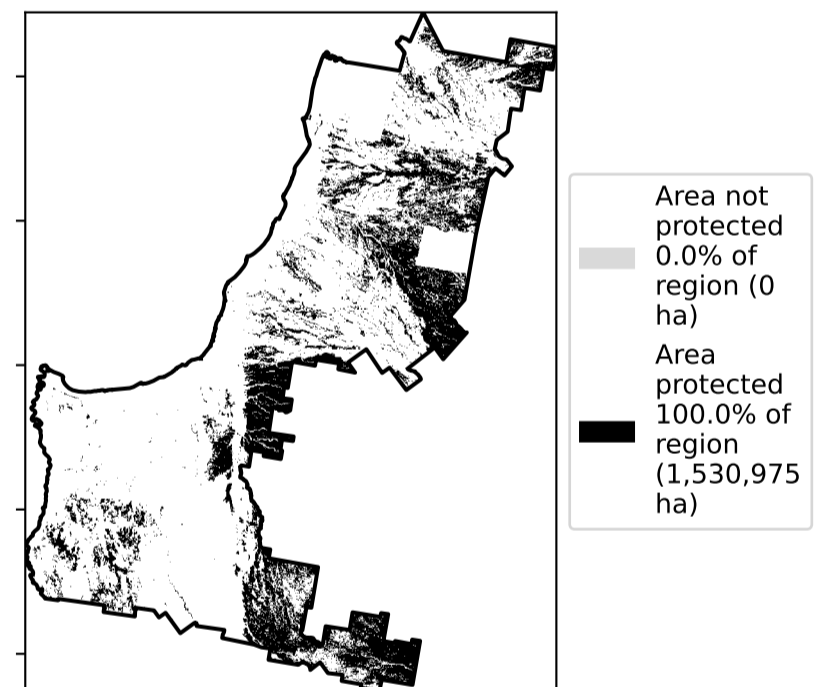 Area not
protected
0.0% of
region (0
ha)
Area
protected
100.0% of
region
(1,530,975
ha)